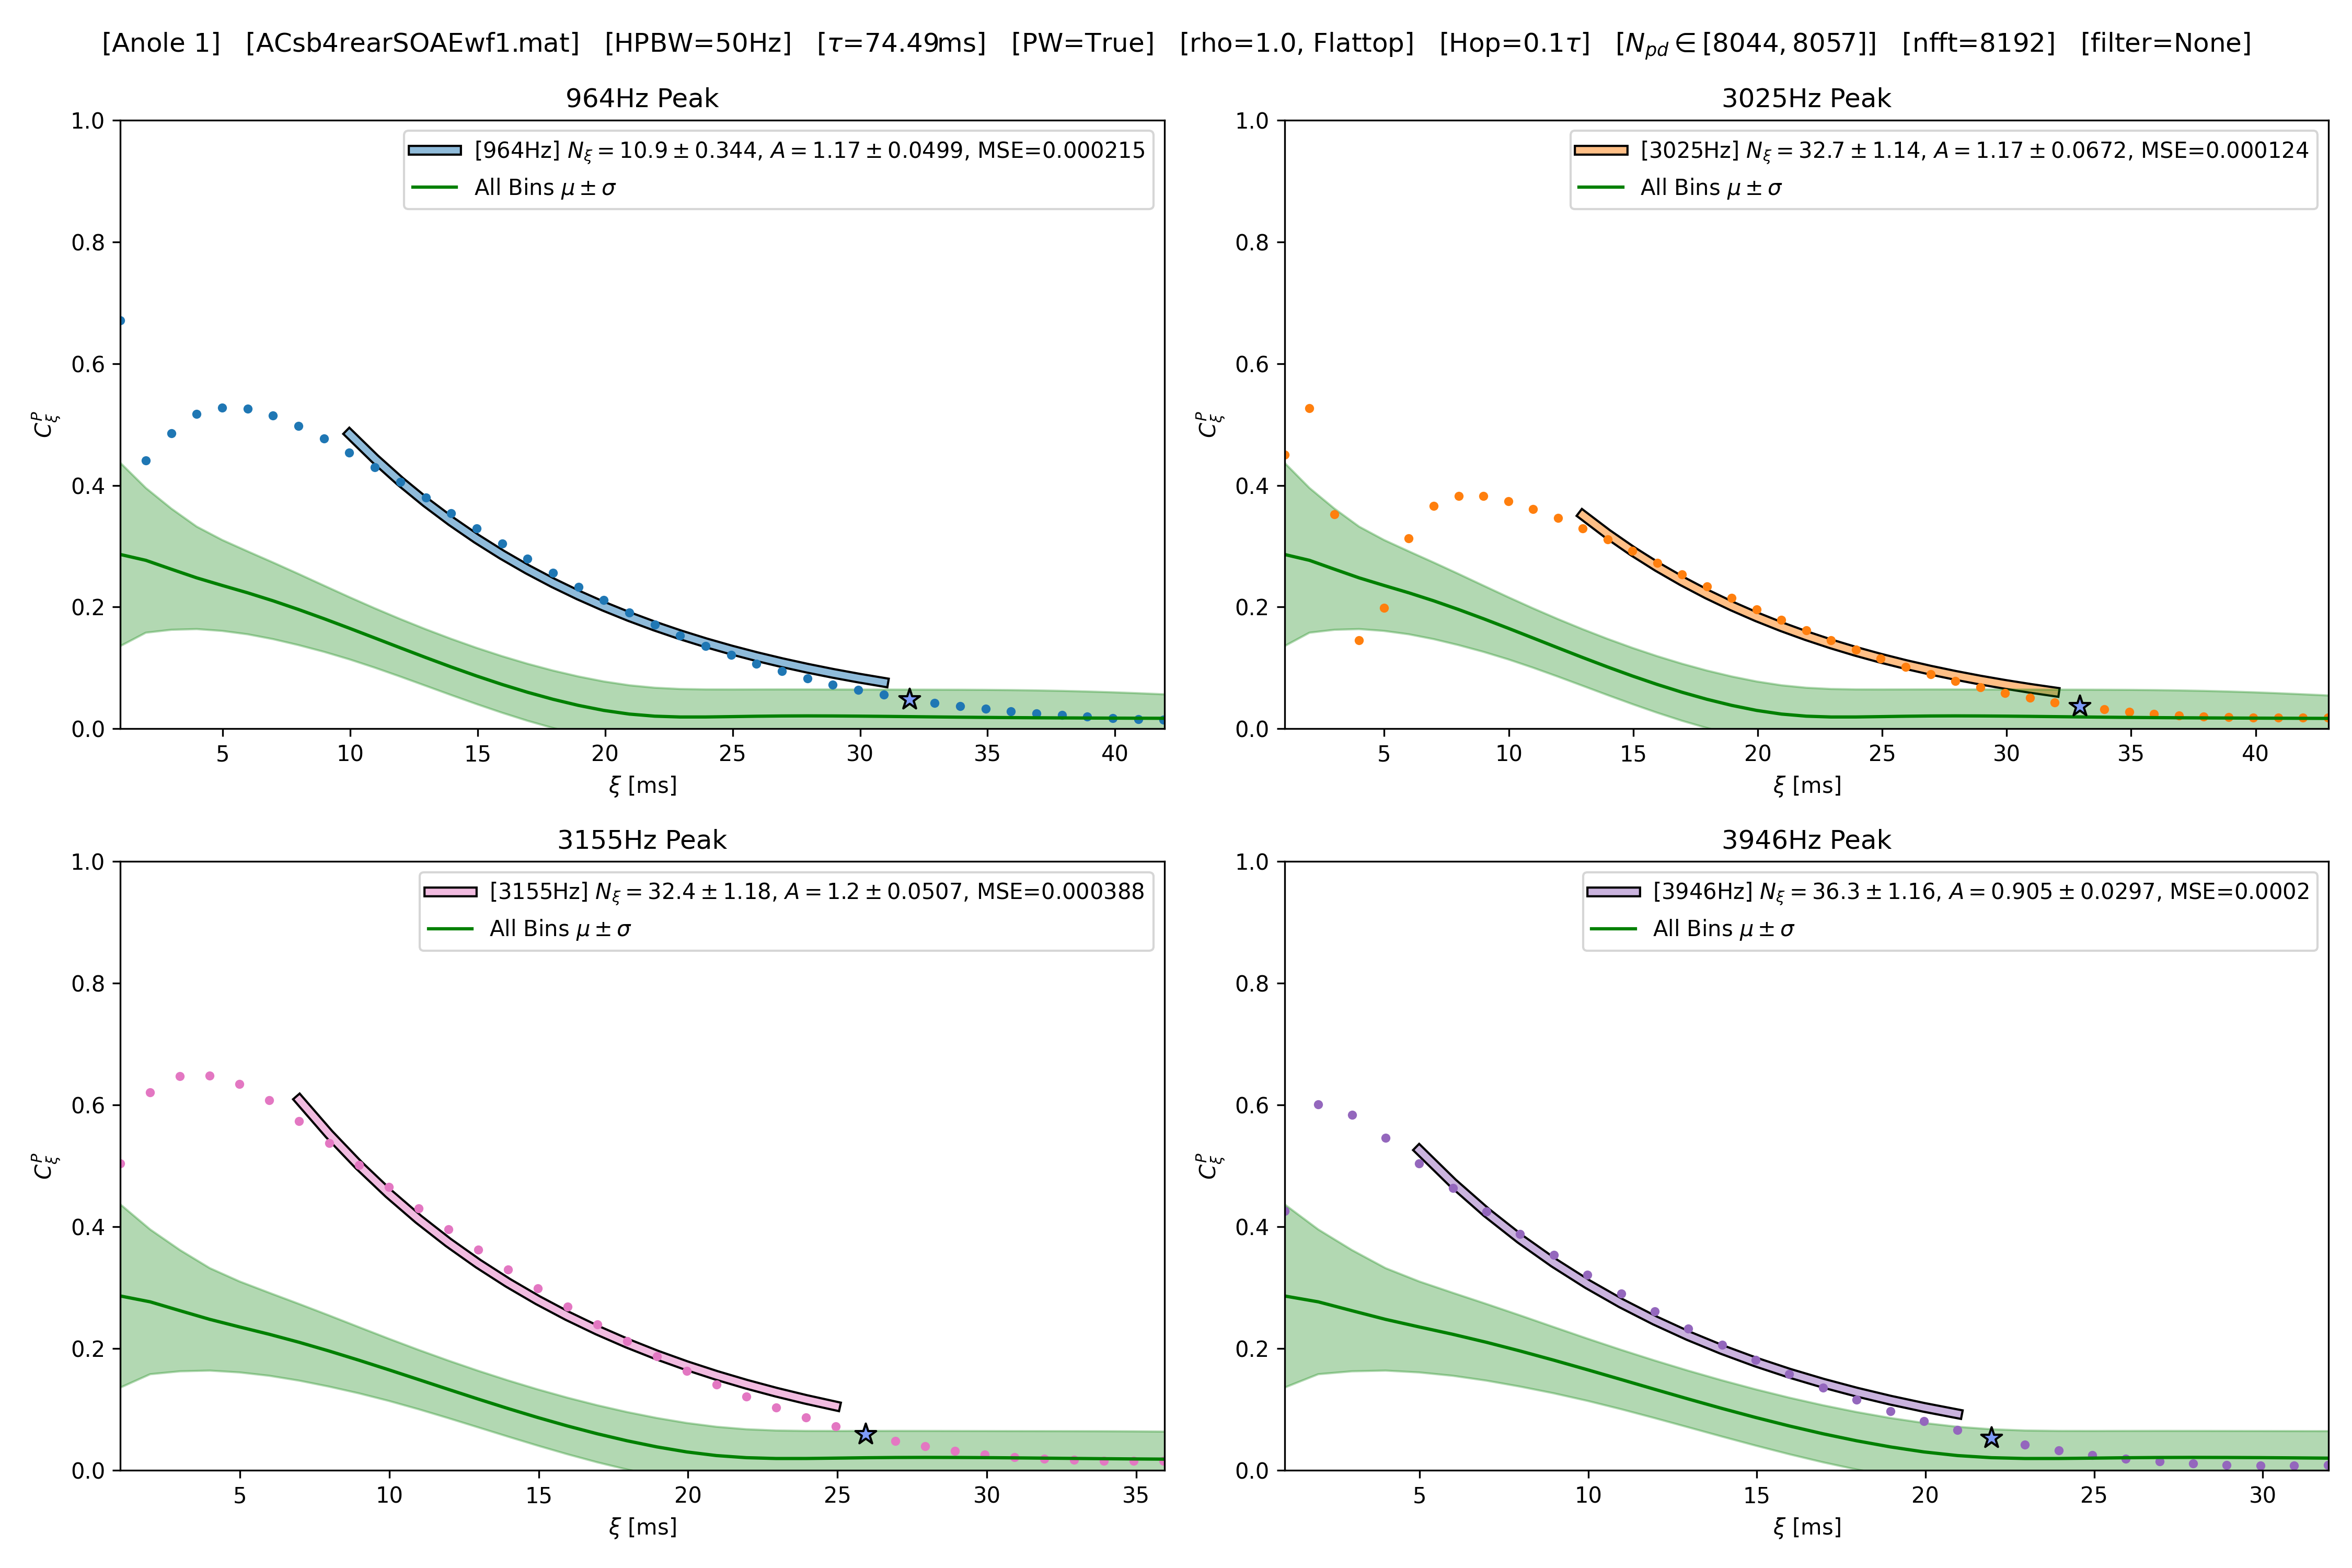 [Anole 1] [ACsb4rearSOAEwf1.mat] [HPBW=50Hz] [τ=74.49ms] [PW=True] [rho=1.0, Flattop] [Hop=0.1τ] [N_pd ∈ [8044, 8057]] [nfft=8192] [filter=None]
964Hz Peak
1.0
0.8
0.6
0.4
0.2
0.0
C_ξ^P
[964Hz] N_ξ = 10.9 ± 0.344, A = 1.17 ± 0.0499, MSE=0.000215
All Bins μ ± σ
5 10 15 20 25 30 35 40
ξ [ms]
3025Hz Peak
1.0
0.8
0.6
0.4
0.2
0.0
C_ξ^P
[3025Hz] N_ξ = 32.7 ± 1.14, A = 1.17 ± 0.0672, MSE=0.000124
All Bins μ ± σ
5 10 15 20 25 30 35 40
ξ [ms]
3155Hz Peak
1.0
0.8
0.6
0.4
0.2
0.0
C_ξ^P
[3155Hz] N_ξ = 32.4 ± 1.18, A = 1.2 ± 0.0507, MSE=0.000388
All Bins μ ± σ
5 10 15 20 25 30 35
ξ [ms]
3946Hz Peak
1.0
0.8
0.6
0.4
0.2
0.0
C_ξ^P
[3946Hz] N_ξ = 36.3 ± 1.16, A = 0.905 ± 0.0297, MSE=0.0002
All Bins μ ± σ
5 10 15 20 25 30
ξ [ms]